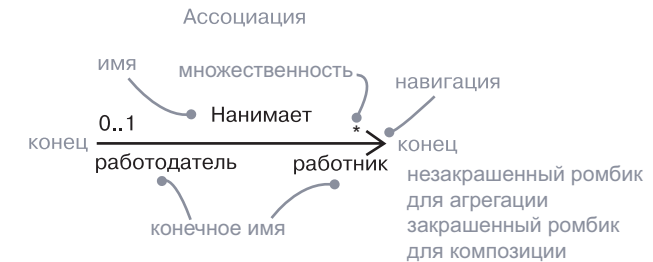 Ассоциация
имя
множественность
навигация
0..1
Нанимает
*
конец
конец
работодатель
работник
незакрашенный ромбик
для агрегации
закрашенный ромбик
для композиции
конечное имя